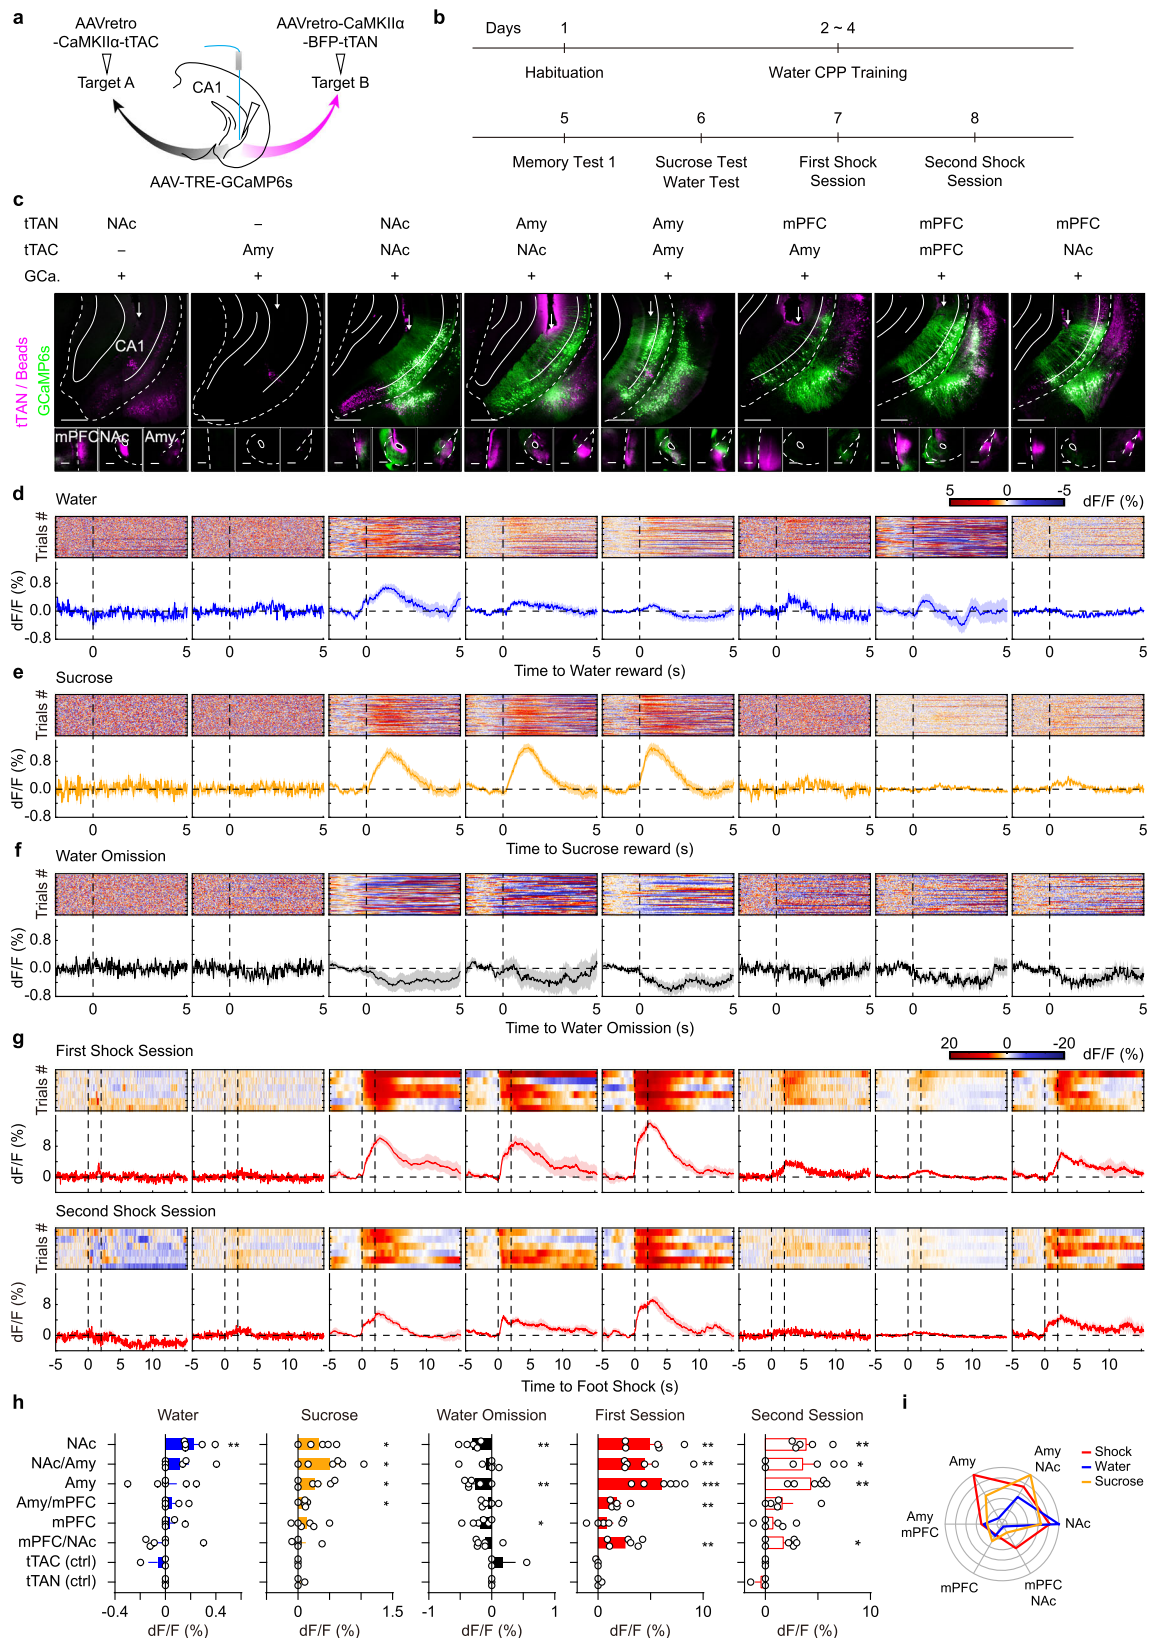 a
AAVretro
-CaMKIIα-tTAC
Target A
CA1
AAVretro-CaMKIIα
-BFP-tTAN
Target B
AAV-TRE-GCaMP6s
b
Days 1 2 ~ 4
Habituation Water CPP Training
5 6 7 8
Memory Test 1 Sucrose Test First Shock Second Shock
Water Test Session Session
c
tTAN NAc – NAc Amy Amy mPFC mPFC mPFC
tTAC – Amy NAc NAc Amy Amy mPFC NAc
GCa. + + + + + + + +
tTAN / Beads
GCaMP6s
CA1
mPFC NAc Amy
d
Water
5 0 -5 dF/F (%)
Trials #
dF/F (%)
0.8
0.0
-0.8
0 5 0 5 0 5 0 5 0 5 0 5 0 5 0 5
Time to Water reward (s)
e
Sucrose
Trials #
dF/F (%)
0.8
0.0
-0.8
0 5 0 5 0 5 0 5 0 5 0 5 0 5 0 5
Time to Sucrose reward (s)
f
Water Omission
Trials #
dF/F (%)
0.8
0.0
-0.8
0 5 0 5 0 5 0 5 0 5 0 5 0 5 0 5
Time to Water Omission (s)
g
First Shock Session
20 0 -20 dF/F (%)
Trials #
dF/F (%)
8
0
Second Shock Session
Trials #
dF/F (%)
8
0
-5 0 5 10 -5 0 5 10 -5 0 5 10 -5 0 5 10 -5 0 5 10 -5 0 5 10 -5 0 5 10 -5 0 5 10
Time to Foot Shock (s)
h
Water Sucrose Water Omission First Session Second Session
NAc ** * ** ** **
NAc/Amy * ** *
Amy * ** *** **
Amy/mPFC * **
mPFC *
mPFC/NAc ** *
tTAC (ctrl)
tTAN (ctrl)
-0.4 0 0.4 0 1.5 -1 0 1 0 10 0 10
dF/F (%) dF/F (%) dF/F (%) dF/F (%) dF/F (%)
i
Amy
Amy
NAc
NAc
mPFC
NAc
mPFC
Amy
mPFC
Shock
Water
Sucrose